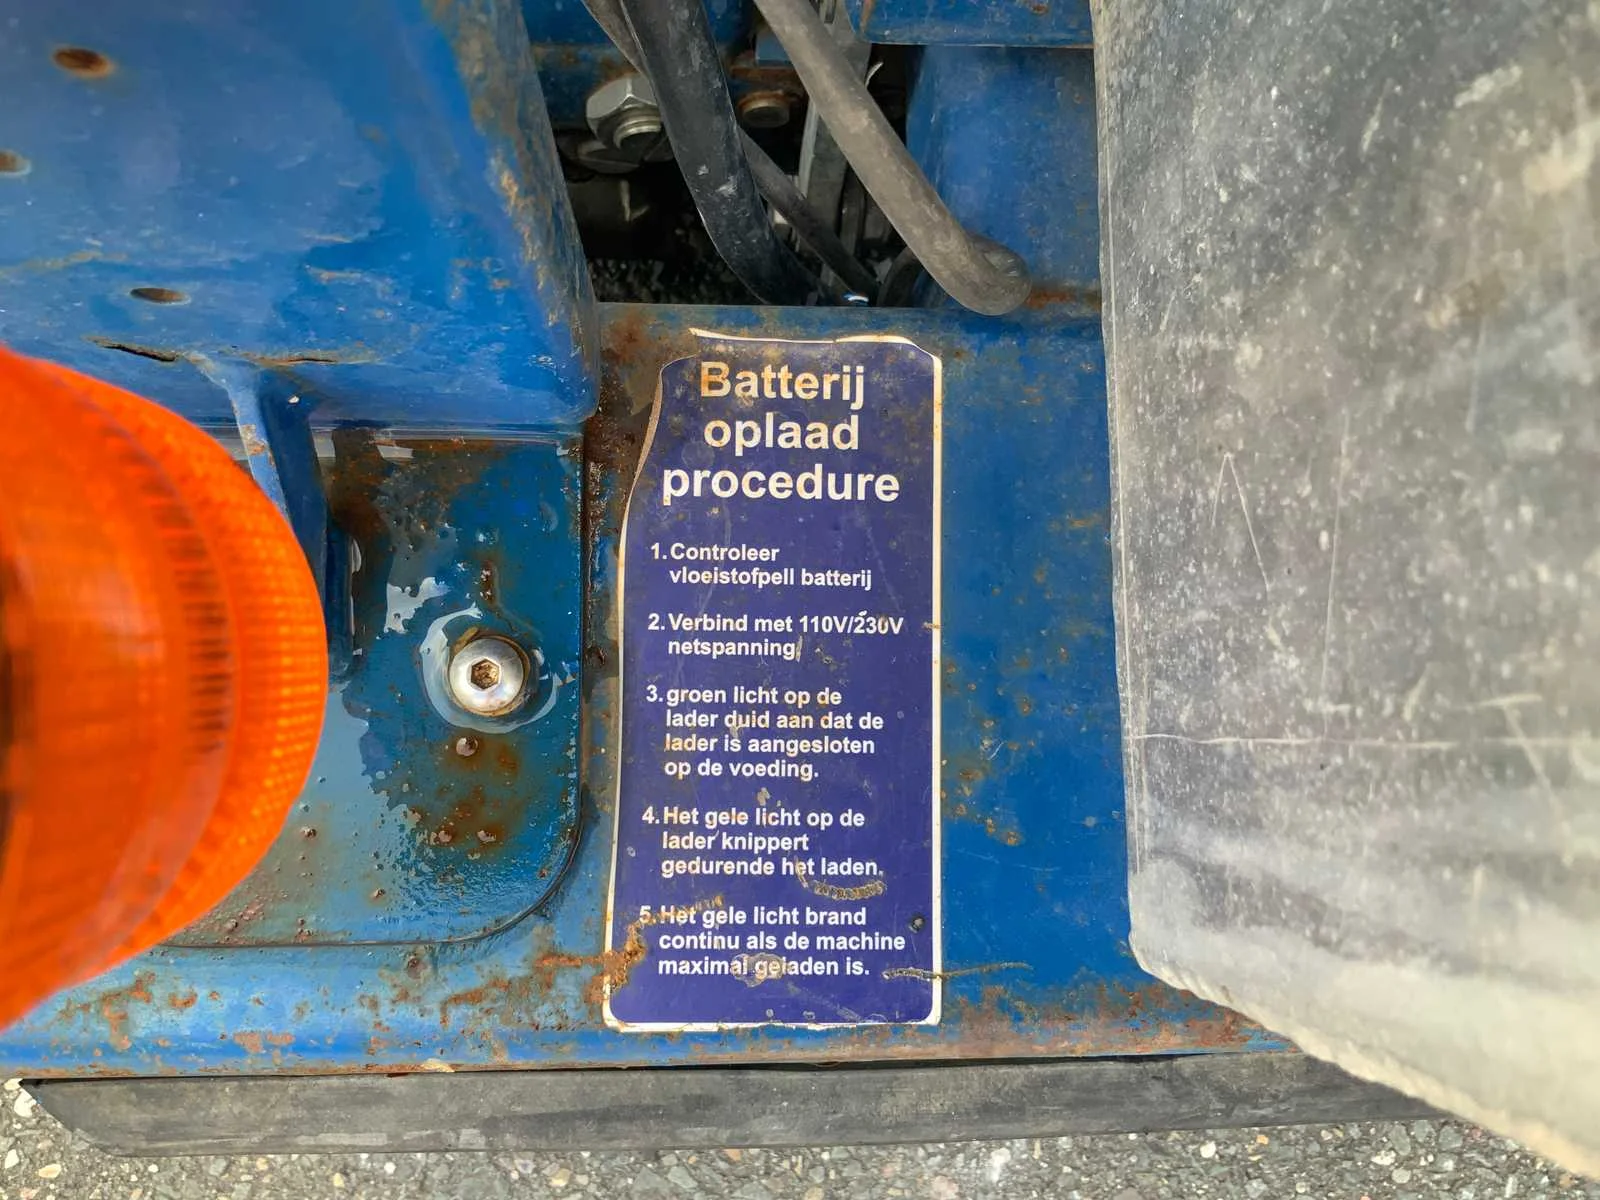 Batterij
oplaad
procedure
1. Controleer
vloeistofpell batterij
2. Verbind met 110V/230V
netspanning
3. groen licht op de
lader duid aan dat de
lader is aangesloten
op de voeding.
4. Het gele licht op de
lader knippert
gedurende het laden.
5. Het gele licht brand
continu als de machine
maximal geladen is.